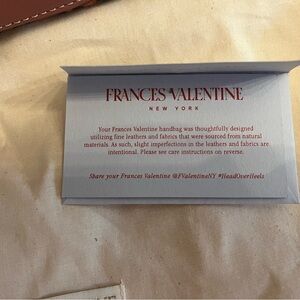 FRANCES VALENTINE
NEW YORK
Your Frances Valentine handbag was thoughtfully designed
utilizing fine leathers and fabrics that were sourced from natural
materials. As such, slight imperfections in the leathers and fabrics are
intentional. Please see care instructions on reverse.
Share your Frances Valentine @FValentineNY #HeadOverHeels